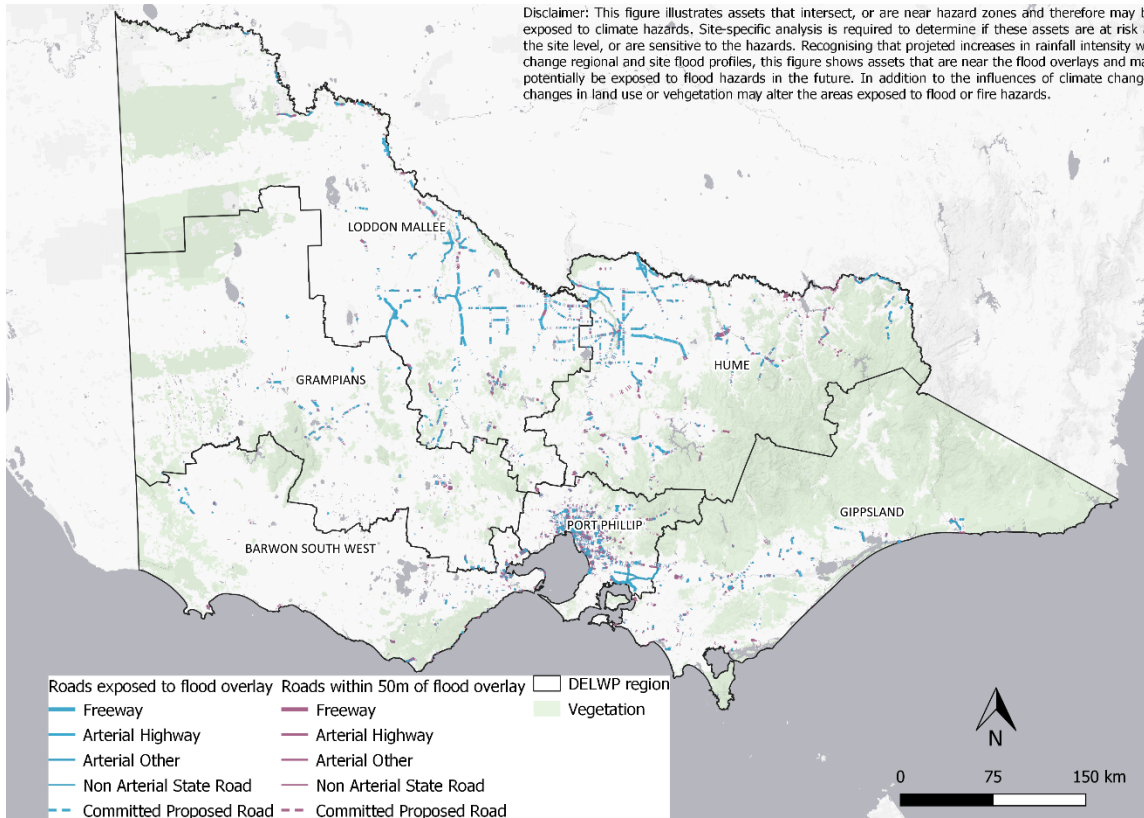 Disclaimer: This figure illustrates assets that intersect, or are near hazard zones and therefore may
exposed to climate hazards. Site-specific analysis is required to determine if these assets are at risk
the site level, or are sensitive to the hazards. Recognising that projeted increases in rainfall intensity
change regional and site flood profiles, this figure shows assets that are near the flood overlays and
potentially be exposed to flood hazards in the future. In addition to the influences of climate
changes in land use or vehgetation may alter the areas exposed to flood or fire hazards.
LODDON MALLEE
HUME
GRAMPIANS
GIPPSLAND
PORT PHILLIP
BARWON SOUTH WEST
Roads exposed to flood overlay
Freeway
Arterial Highway
Arterial Other
Non Arterial State Road
Committed Proposed Road
Roads within 50m of flood overlay
Freeway
Arterial Highway
Arterial Other
Non Arterial State Road
Committed Proposed Road
DELWP region
Vegetation
N
0 75 150 km